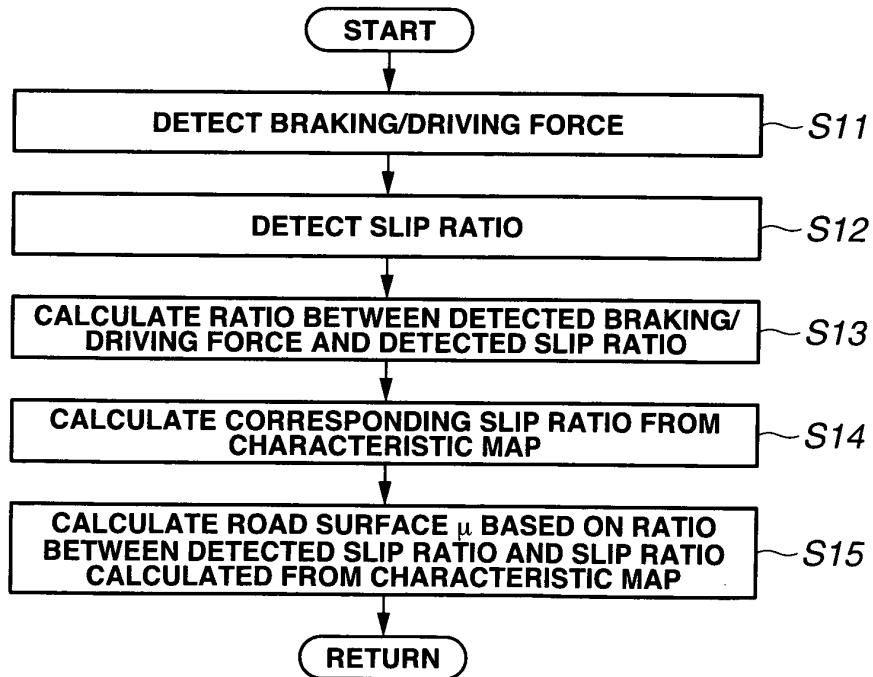 START
DETECT BRAKING/DRIVING FORCE
S11
DETECT SLIP RATIO
S12
CALCULATE RATIO BETWEEN DETECTED BRAKING/
DRIVING FORCE AND DETECTED SLIP RATIO
S13
CALCULATE CORRESPONDING SLIP RATIO FROM
CHARACTERISTIC MAP
S14
CALCULATE ROAD SURFACE μ BASED ON RATIO
BETWEEN DETECTED SLIP RATIO AND SLIP RATIO
CALCULATED FROM CHARACTERISTIC MAP
S15
RETURN